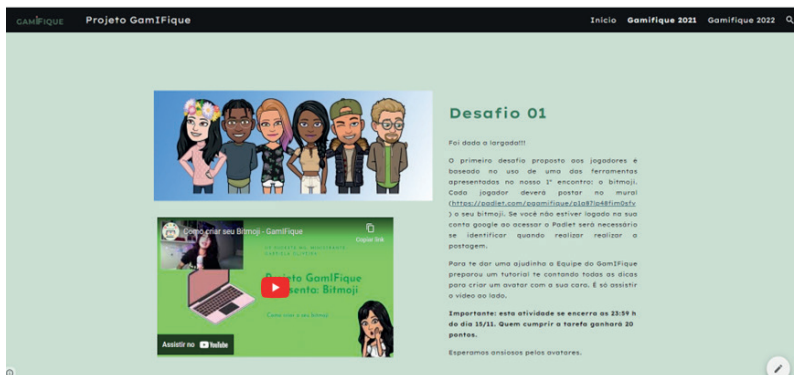 GAMIFIQUE
Projeto GamIFique
Início
Gamifique 2021
Gamifique 2022
Desafio 01
Foi dada a largada!!!
O primeiro desafio proposto aos jogadores é
baseado no uso de uma das ferramentas
apresentadas no nosso 1º encontro: o bitmoji.
Cada jogador deverá postar no mural
) o seu bitmoji. Se você não estiver logado na sua
conta google ao acessar o Padlet será necessário
se identificar quando realizar realizar a
postagem.
Para te dar uma ajudinha a Equipe do GamIFique
preparou um tutorial te contando todas as dicas
para criar um avatar com a sua cara. É só assistir
o vídeo ao lado.
Importante: esta atividade se encerra as 23:59 h
do dia 15/11. Quem cumprir a tarefa ganhará 20
pontos.
Esperamos ansiosos pelos avatares.
Como criar seu Bitmoji - GamiFique
Copiar link
Projeto GamIFique
Bitmoji
Assistir no YouTube